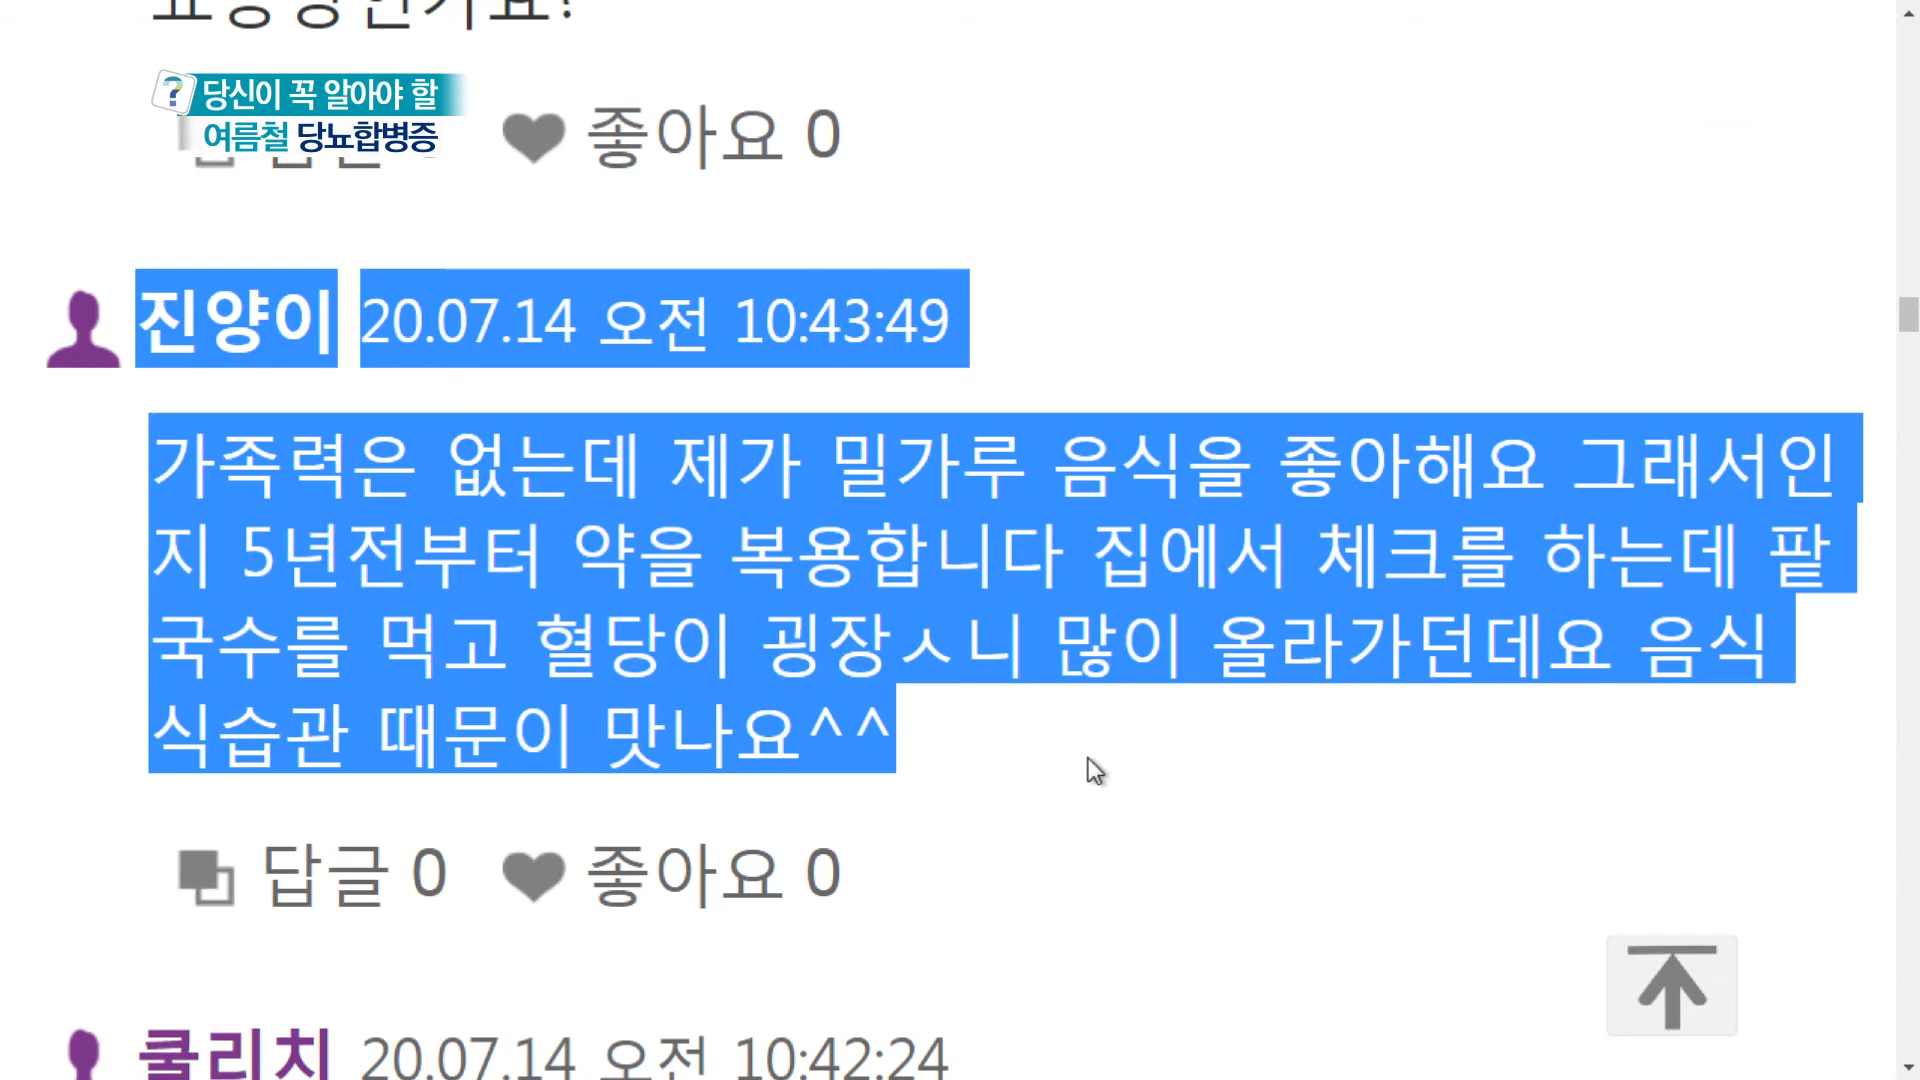 당신이 꼭 알아야 할
여름철 당뇨합병증
좋아요 0
진양이 20.07.14 오전 10:43:49
가족력은 없는데 제가 밀가루 음식을 좋아해요 그래서인
지 5년전부터 약을 복용합니다 집에서 체크를 하는데 팥
국수를 먹고 혈당이 굉장ㅅ니 많이 올라가던데요 음식
식습관 때문이 맛나요^^
답글 0 좋아요 0
쿨리치 20.07.14 오전 10:42:24